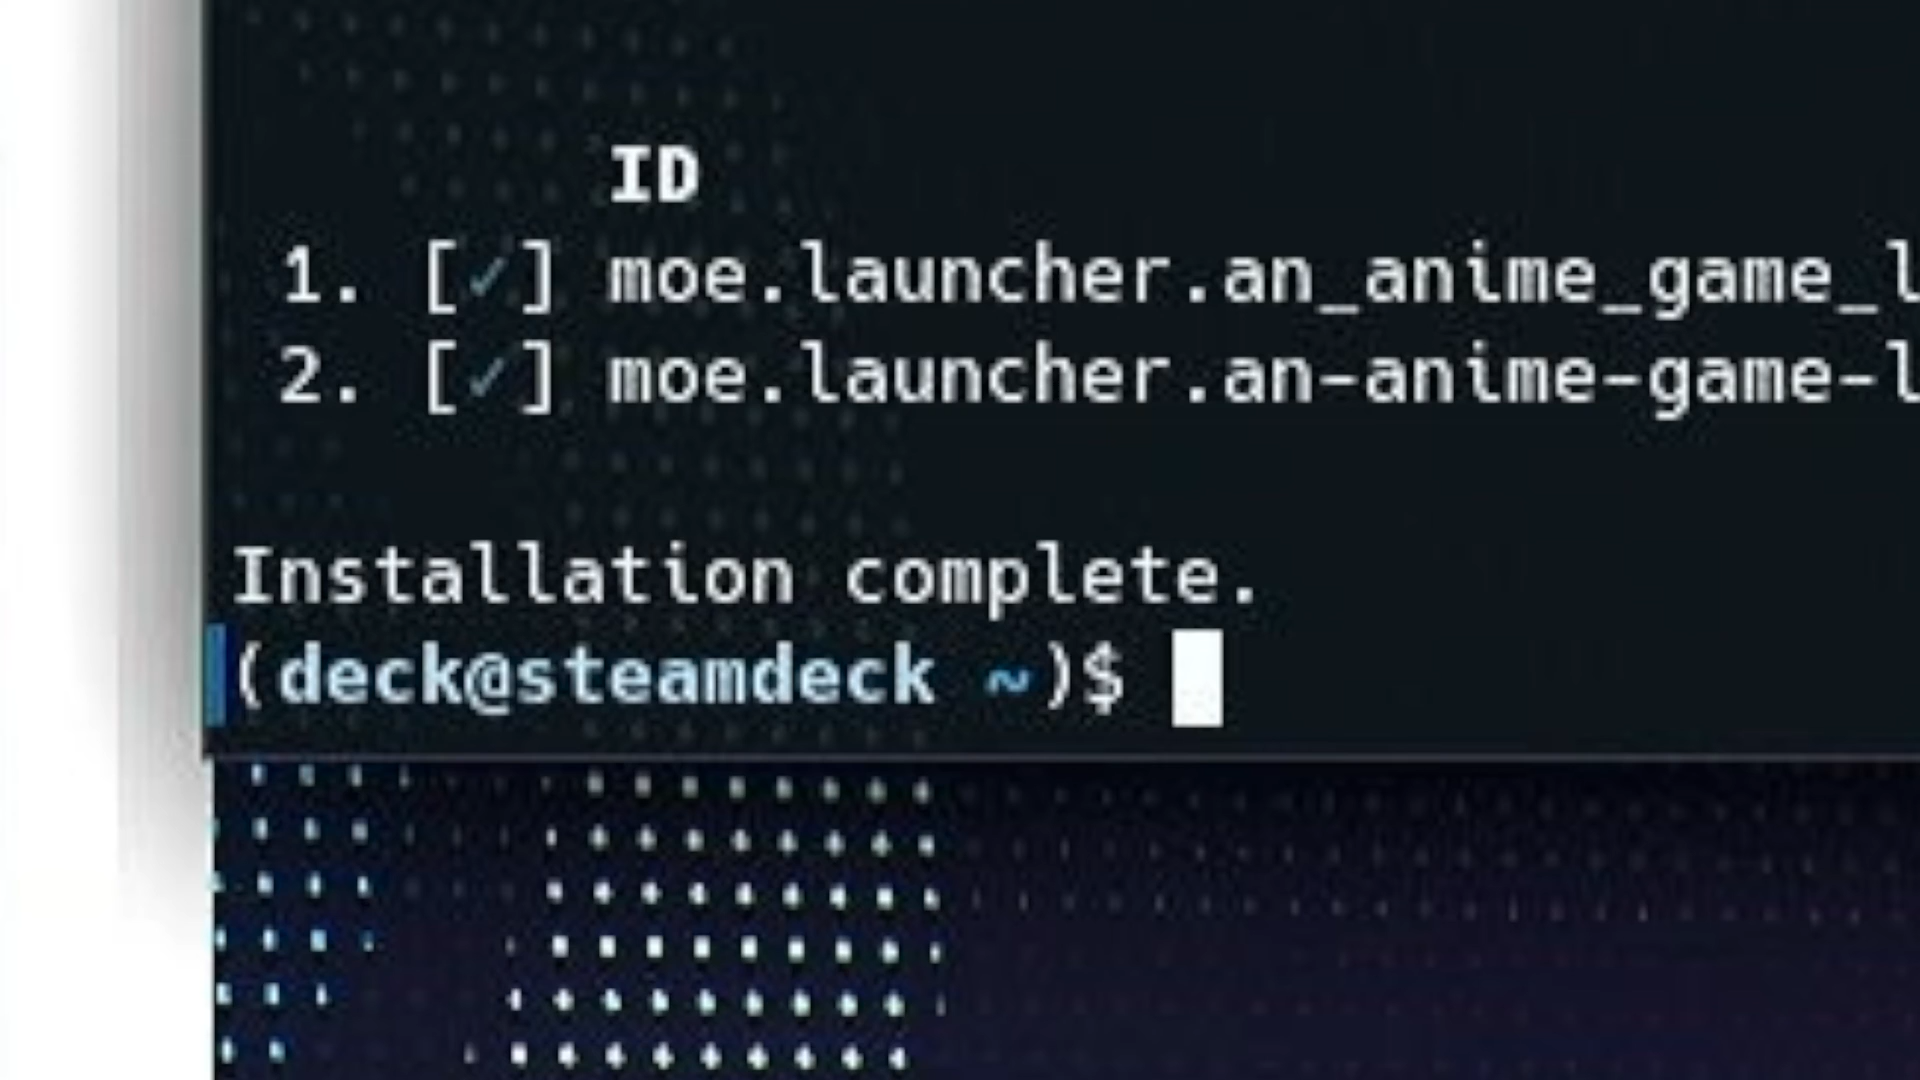 ID
1. [✓] moe.launcher.an_anime_game_l
2. [✓] moe.launcher.an-anime-game-l
Installation complete.
(deck@steamdeck ~)$